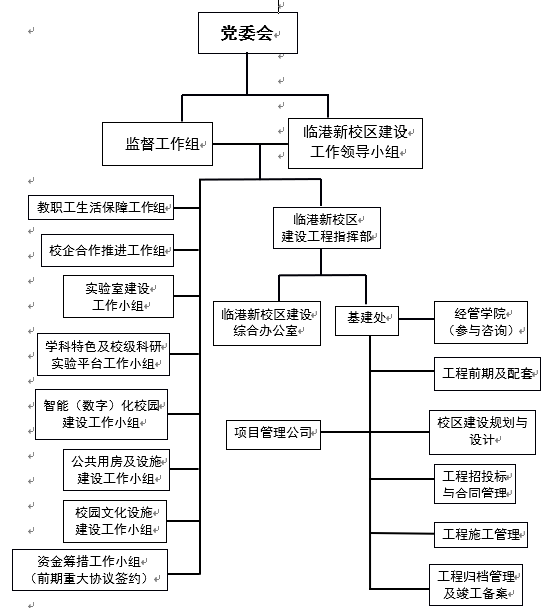 党委会
监督工作组
临港新校区建设
工作领导小组
教职工生活保障工作组
校企合作推进工作组
实验室建设
工作小组
学科特色及校级科研
实验平台工作小组
智能（数字）化校园
建设工作小组
公共用房及设施
建设工作小组
校园文化设施
建设工作小组
资金筹措工作小组
（前期重大协议签约）
临港新校区
建设工程指挥部
临港新校区建设
综合办公室
基建处
项目管理公司
经管学院
（参与咨询）
工程前期及配套
校区建设规划与
设计
工程招投标
与合同管理
工程施工管理
工程归档管理
及竣工备案